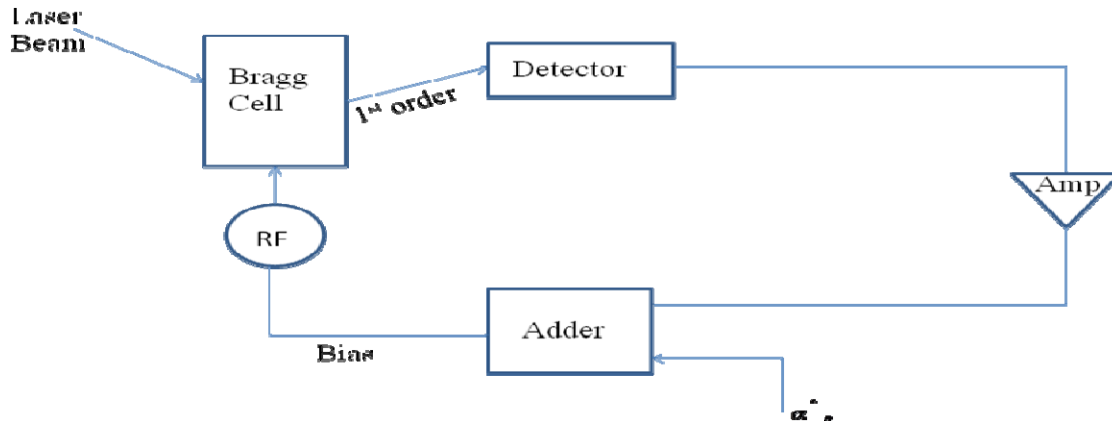 Laser
Beam
Bragg
Cell
1st order
Detector
Amp
RF
Adder
Bias